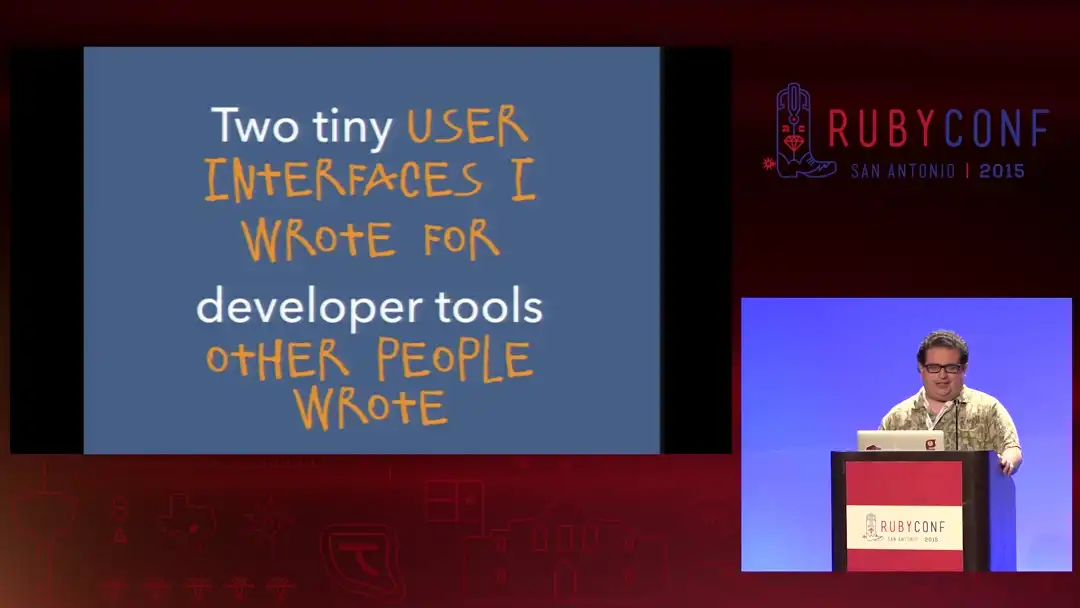 Two tiny USER
INTERFACES I
WROTE FOR
developer tools
OTHER PEOPLE
WROTE
RUBYCONF
SAN ANTONIO | 2015
RUBYCONF
SAN ANTONIO | 2015